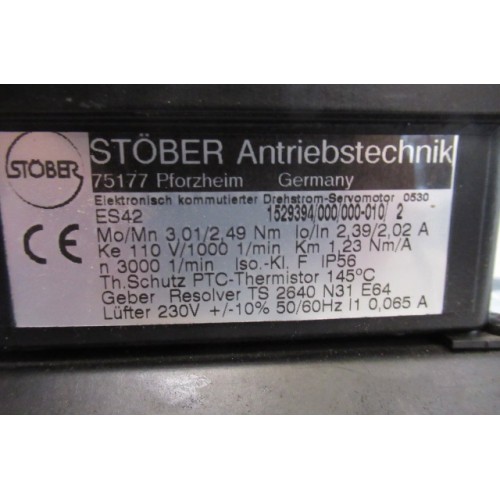 STÖBER
STÖBER Antriebstechnik
75177 Pforzheim Germany
Elektronisch kommutierter Drehstrom-Servomotor 0530
ES42 1529394/000/000-010/ 2
CE
Mo/Mn 3,01/2,49 Nm Io/In 2,39/2,02 A
Ke 110 V/1000 1/min Km 1,23 Nm/A
n 3000 1/min Iso.-Kl. F IP56
Th.Schutz PTC-Thermistor 145°C
Geber Resolver TS 2640 N31 E64
Lüfter 230V +/-10% 50/60Hz I1 0,065 A